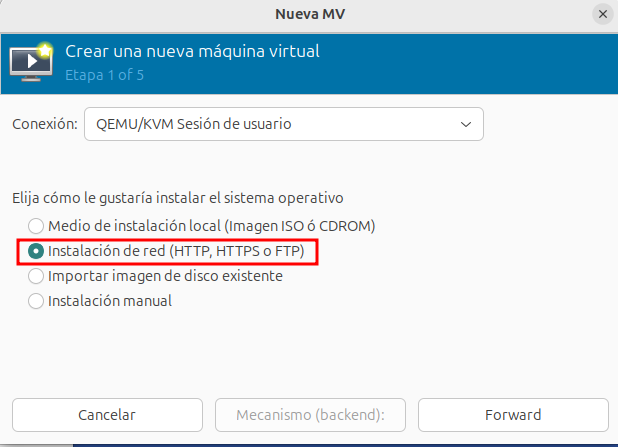 Nueva MV
Crear una nueva máquina virtual
Etapa 1 of 5
Conexión: QEMU/KVM Sesión de usuario
Elija cómo le gustaría instalar el sistema operativo
Medio de instalación local (Imagen ISO ó CDROM)
Instalación de red (HTTP, HTTPS o FTP)
Importar imagen de disco existente
Instalación manual
Cancelar Mecanismo (backend): Forward